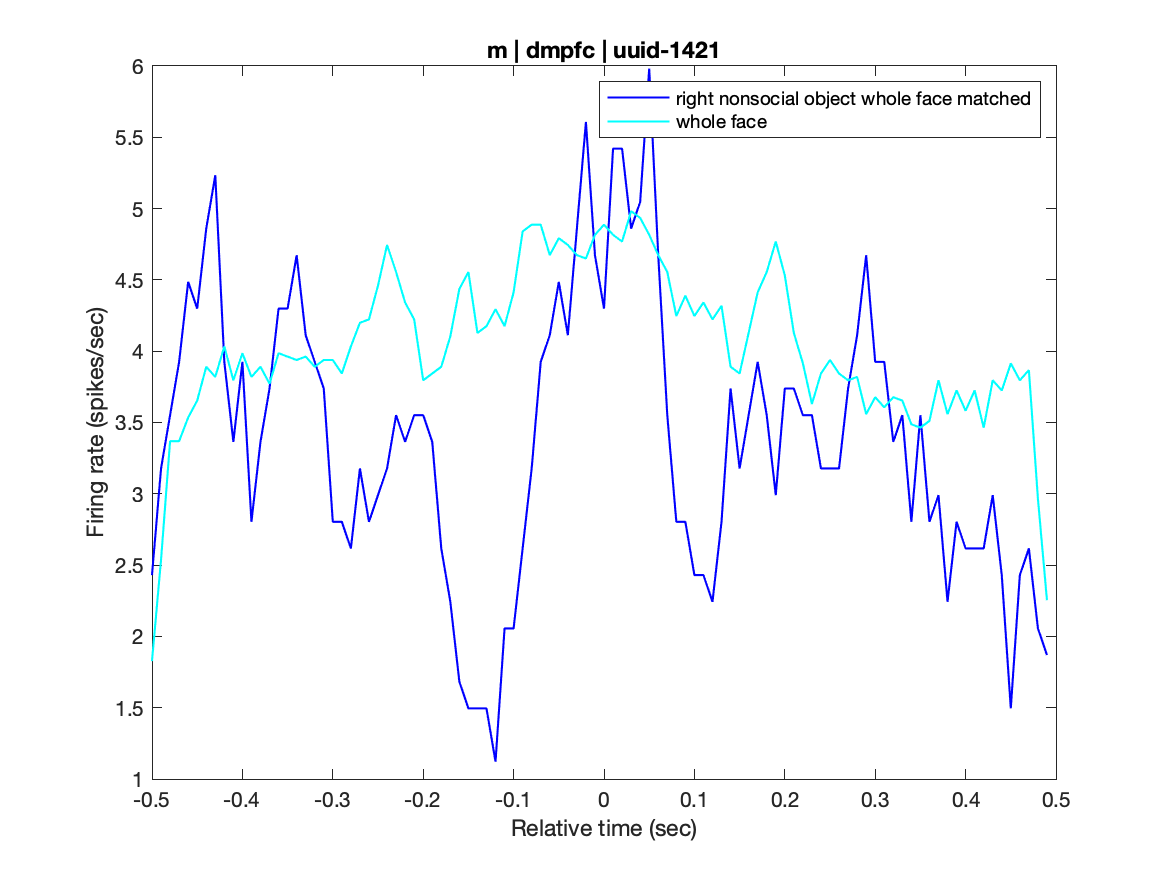 m | dmpfc | uuid-1421
right nonsocial object whole face matched
whole face
Firing rate (spikes/sec)
6
5.5
5
4.5
4
3.5
3
2.5
2
1.5
1
-0.5 -0.4 -0.3 -0.2 -0.1 0 0.1 0.2 0.3 0.4 0.5
Relative time (sec)